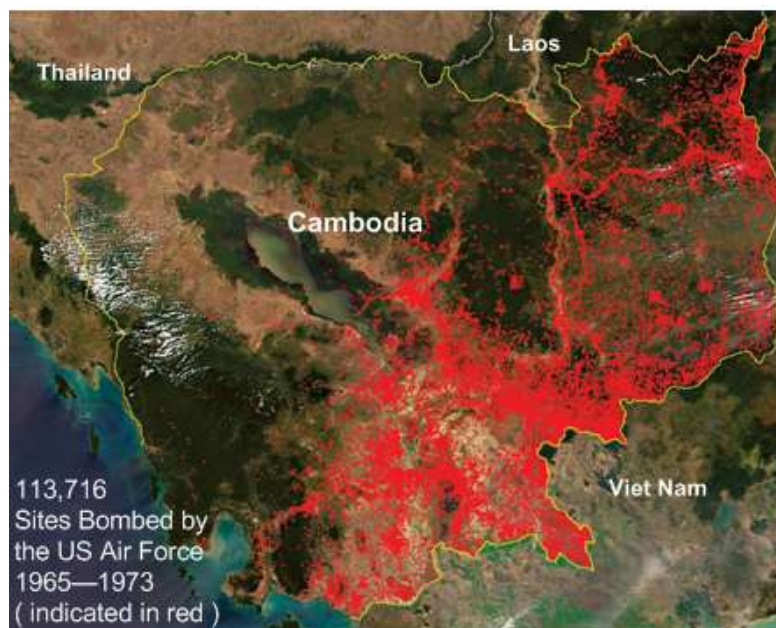 Laos
Thailand
Cambodia
Viet Nam
113,716
Sites Bombed by
the US Air Force
1965—1973
( indicated in red )